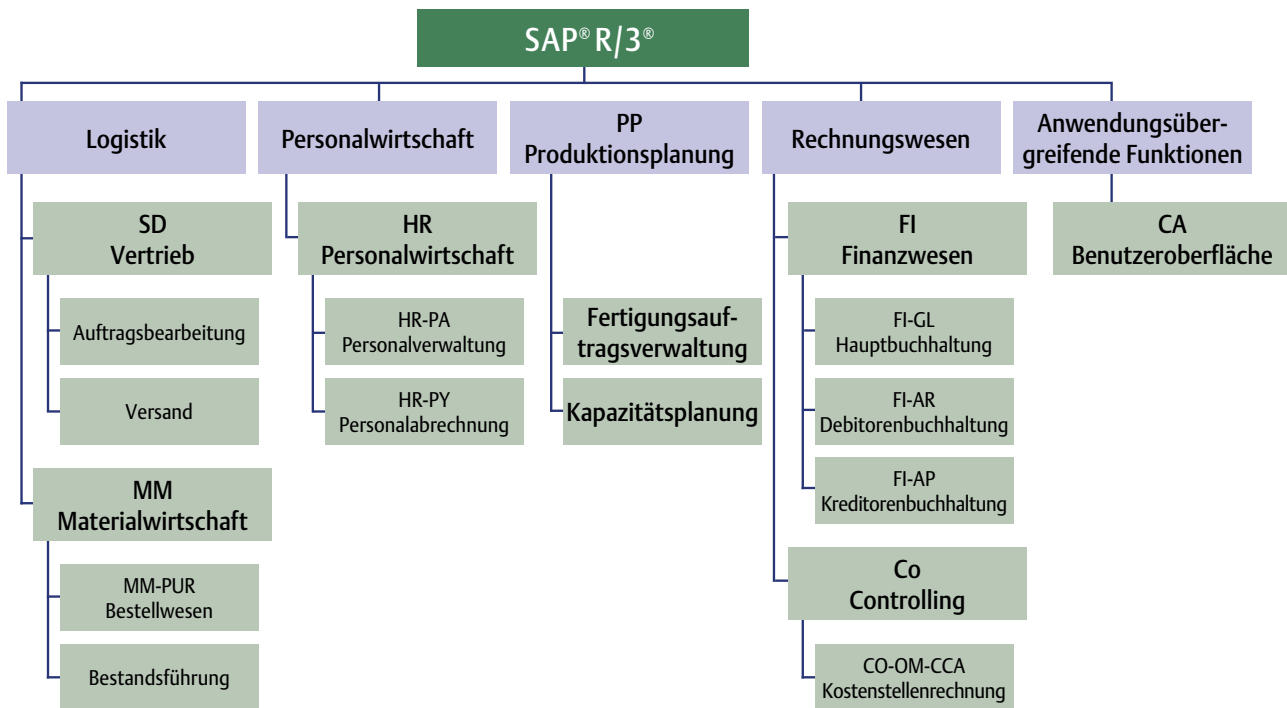 SAP® R/3®
Logistik
Personalwirtschaft
PP
Produktionsplanung
Rechnungswesen
Anwendungsüber-
greifende Funktionen
SD
Vertrieb
Auftragsbearbeitung
Versand
MM
Materialwirtschaft
MM-PUR
Bestellwesen
Bestandsführung
HR
Personalwirtschaft
HR-PA
Personalverwaltung
HR-PY
Personalabrechnung
Fertigungsauf-
tragsverwaltung
Kapazitätsplanung
FI
Finanzwesen
FI-GL
Hauptbuchhaltung
FI-AR
Debitorenbuchhaltung
FI-AP
Kreditorenbuchhaltung
Co
Controlling
CO-OM-CCA
Kostenstellenrechnung
CA
Benutzeroberfläche